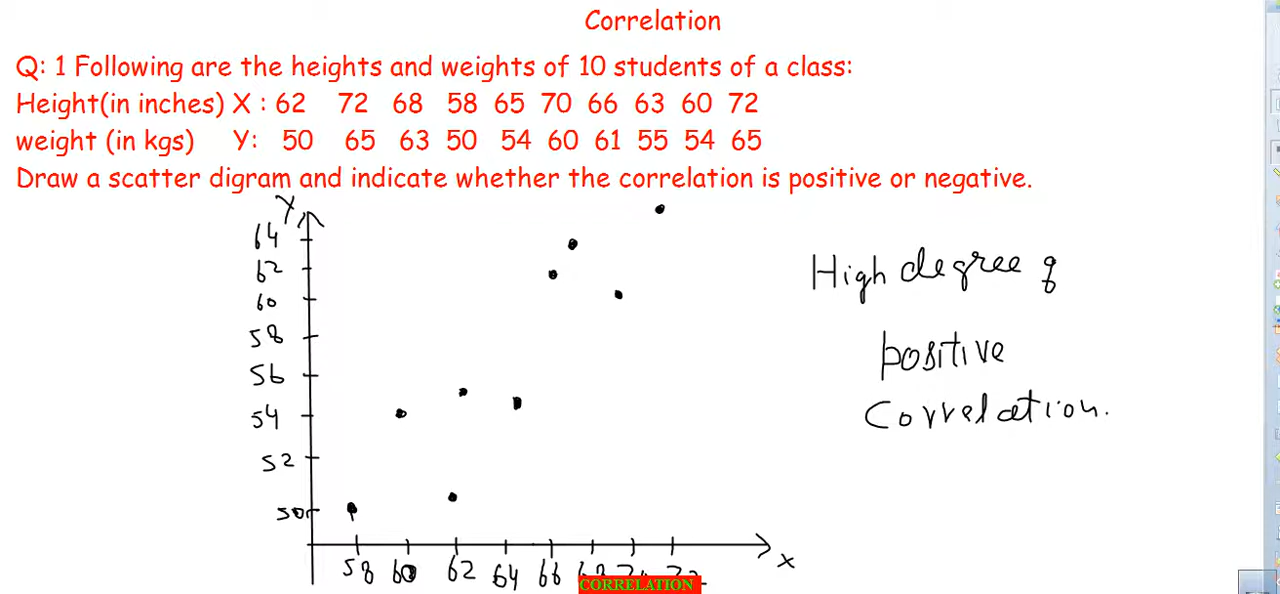 Correlation
Q: 1 Following are the heights and weights of 10 students of a class:
Height(in inches) X : 62 72 68 58 65 70 66 63 60 72
weight (in kgs) Y: 50 65 63 50 54 60 61 55 54 65
Draw a scatter digram and indicate whether the correlation is positive or negative.
Y
64
62
60
58
56
54
52
50
High degree of
positive
Correlation.
58 60 62 64 66
X
CORRELATION